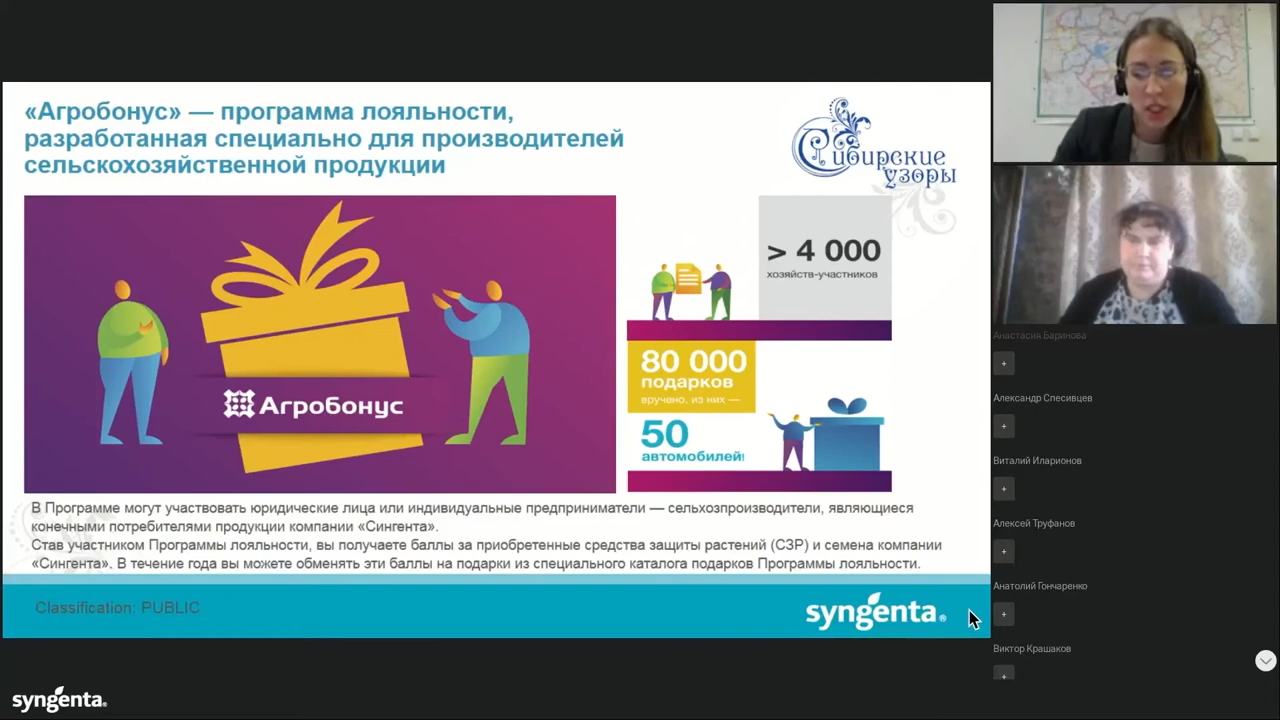 «Агробонус» — программа лояльности,
разработанная специально для производителей
сельскохозяйственной продукции
Сибирские
узоры
Агробонус
> 4 000
хозяйств-участников
80 000
подарков
вручено, из них —
50
автомобилей!
В Программе могут участвовать юридические лица или индивидуальные предприниматели — сельхозпроизводители, являющиеся
конечными потребителями продукции компании «Сингента».
Став участником Программы лояльности, вы получаете баллы за приобретенные средства защиты растений (СЗР) и семена компании
«Сингента». В течение года вы можете обменять эти баллы на подарки из специального каталога подарков Программы лояльности.
Classification: PUBLIC
syngenta®
syngenta®
Анастасия Баринова
Александр Спесивцев
Виталий Иларионов
Алексей Труфанов
Анатолий Гончаренко
Виктор Крашаков